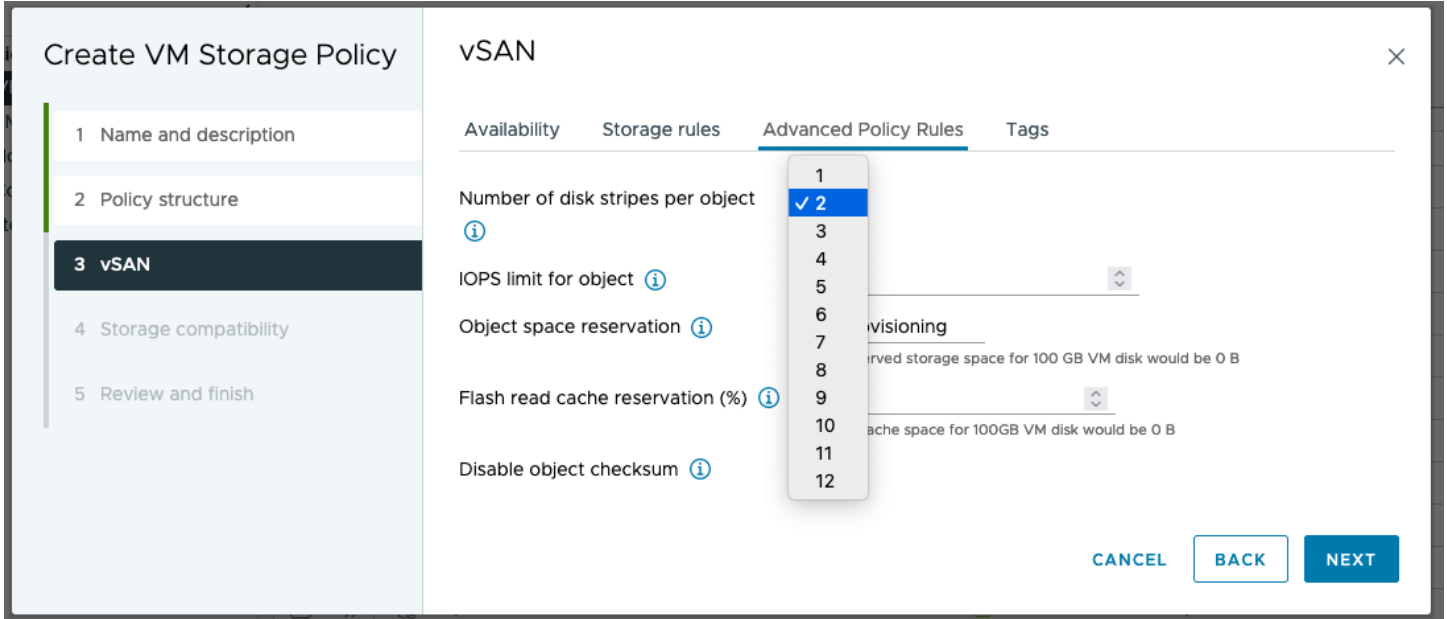 Create VM Storage Policy
1 Name and description
2 Policy structure
3 vSAN
4 Storage compatibility
5 Review and finish
vSAN
Availability Storage rules Advanced Policy Rules Tags
Number of disk stripes per object
1
✓ 2
3
4
5
6
7
8
9
10
11
12
IOPS limit for object
Object space reservation
space for 100 GB VM disk would be 0 B
Flash read cache reservation (%)
space for 100GB VM disk would be 0 B
Disable object checksum
CANCEL BACK NEXT